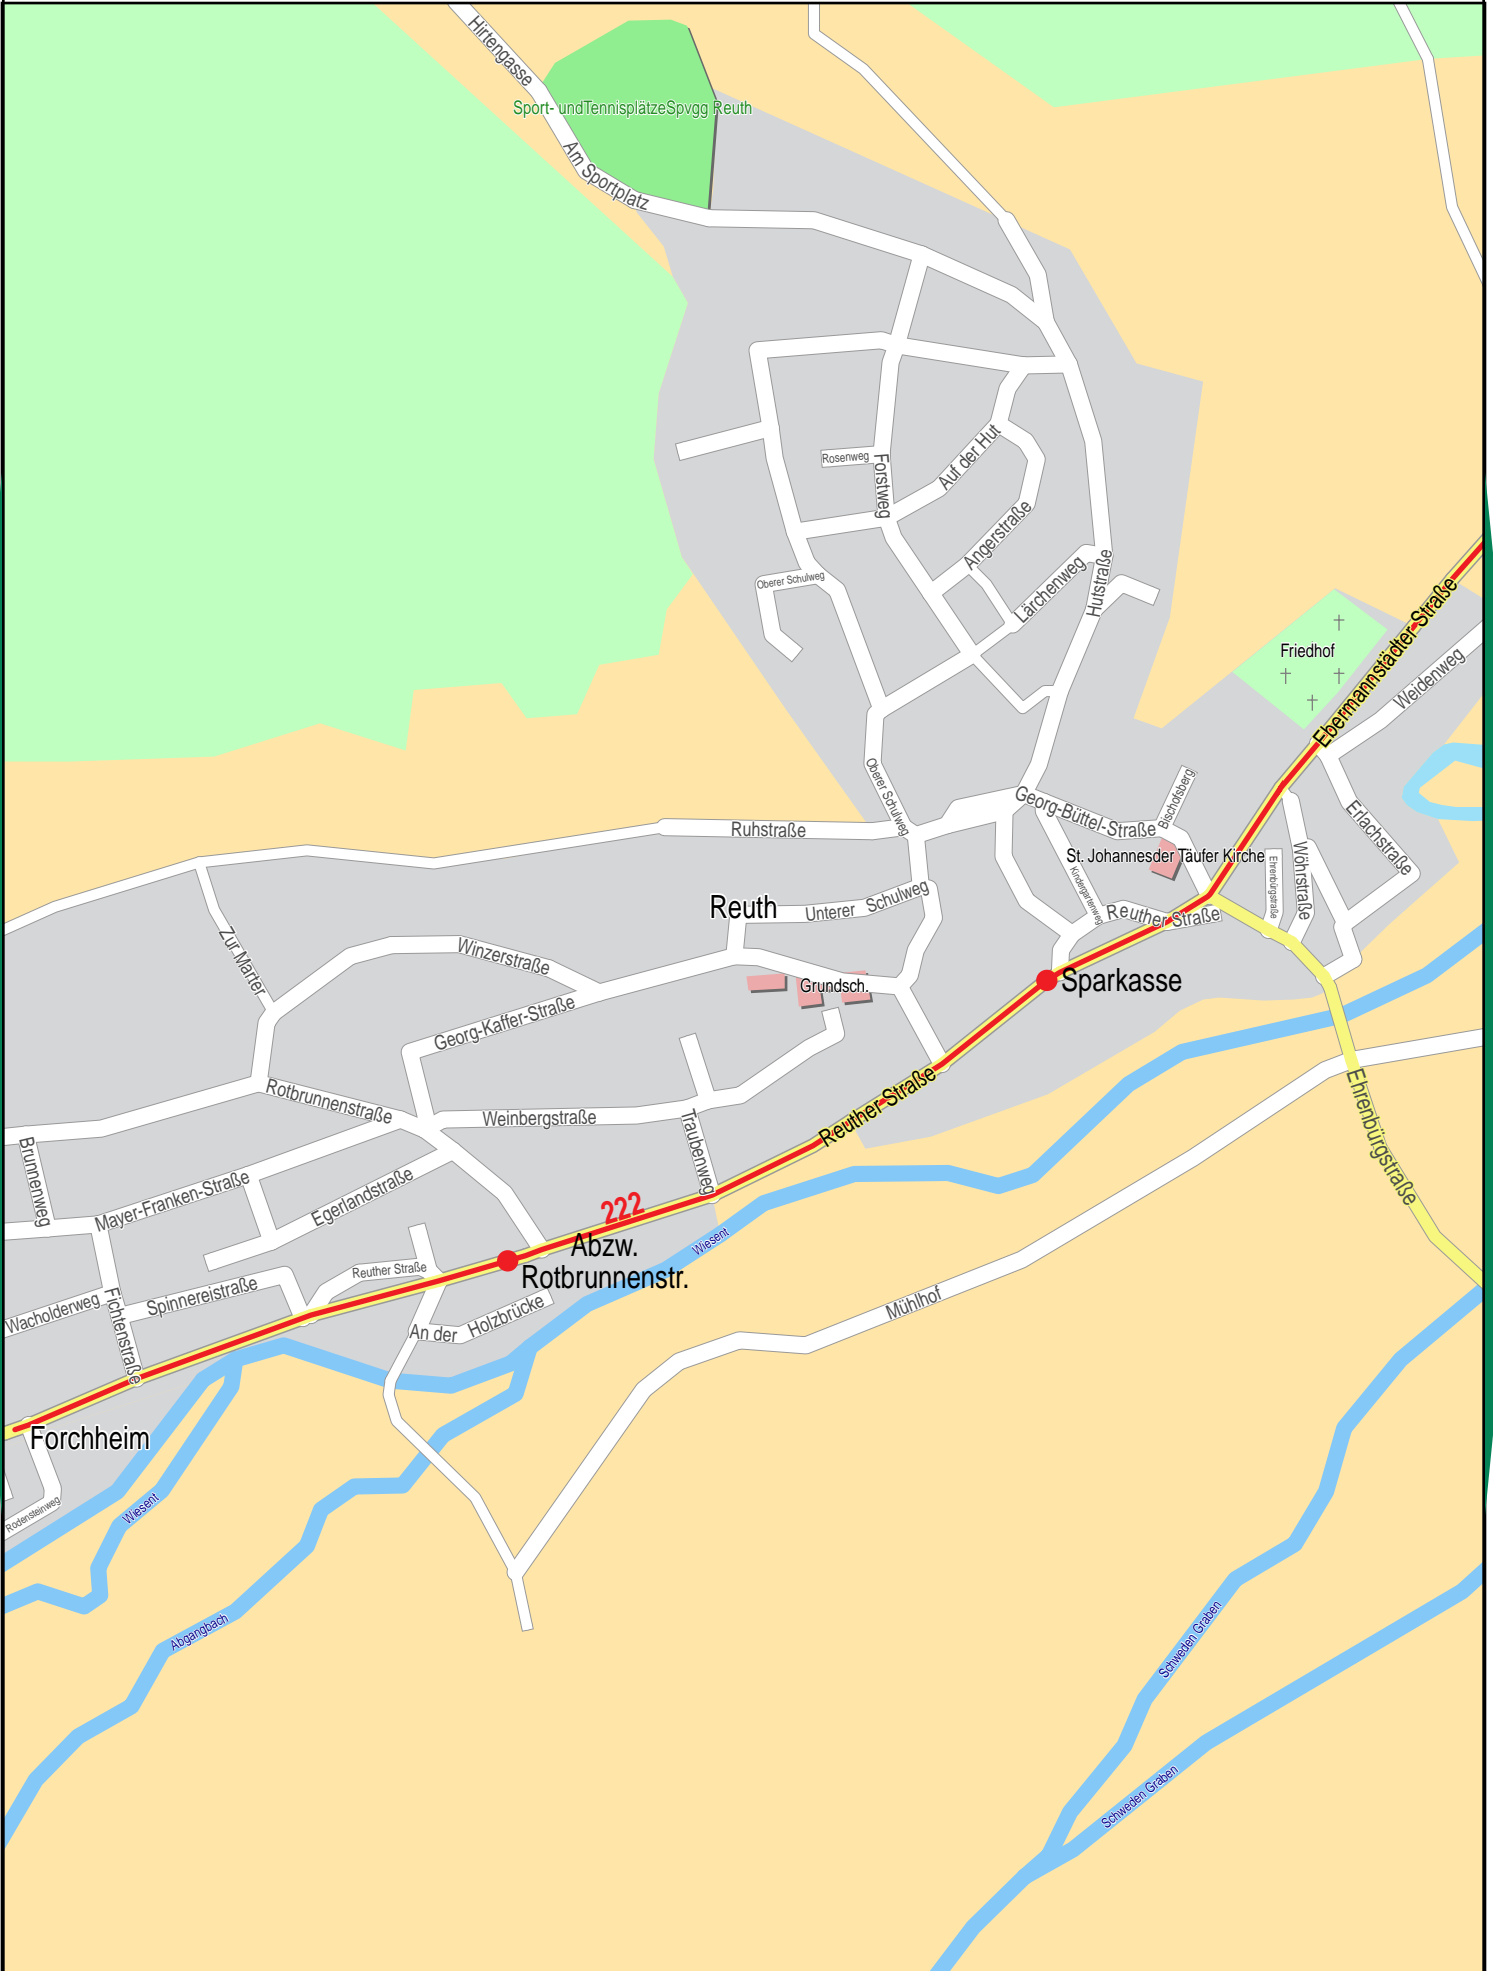 Hirtengasse
Sport- undTennisplätzeSpvgg Reuth
Am Sportplatz
Rosenweg
Forstweg
Auf der Hut
Angerstraße
Lärchenweg
Hutstraße
Oberer Schulweg
Friedhof
Ebermannstädter Straße
Weidenweg
Oberer Schulweg
Georg-Büttel-Straße
Bischofsberg
Ruhstraße
St. Johannesder Täufer Kirche
Kindergartenweg
Ehrenbürgstraße
Wöhrstraße
Erlachstraße
Reuth
Unterer Schulweg
Reuther Straße
Zur Marter
Winzerstraße
Grundsch.
Sparkasse
Georg-Kaffer-Straße
Rotbrunnenstraße
Weinbergstraße
Traubenweg
Reuther Straße
Ehrenbürgstraße
Brunnenweg
Mayer-Franken-Straße
Egerlandstraße
222
Wiesent
Abzw.
Rotbrunnenstr.
Reuther Straße
Wacholderweg
Fichtenstraße
Spinnereistraße
An der Holzbrücke
Mühlhof
Forchheim
Rodensteinweg
Wiesent
Abgangbach
Schweden Graben
Schweden Graben